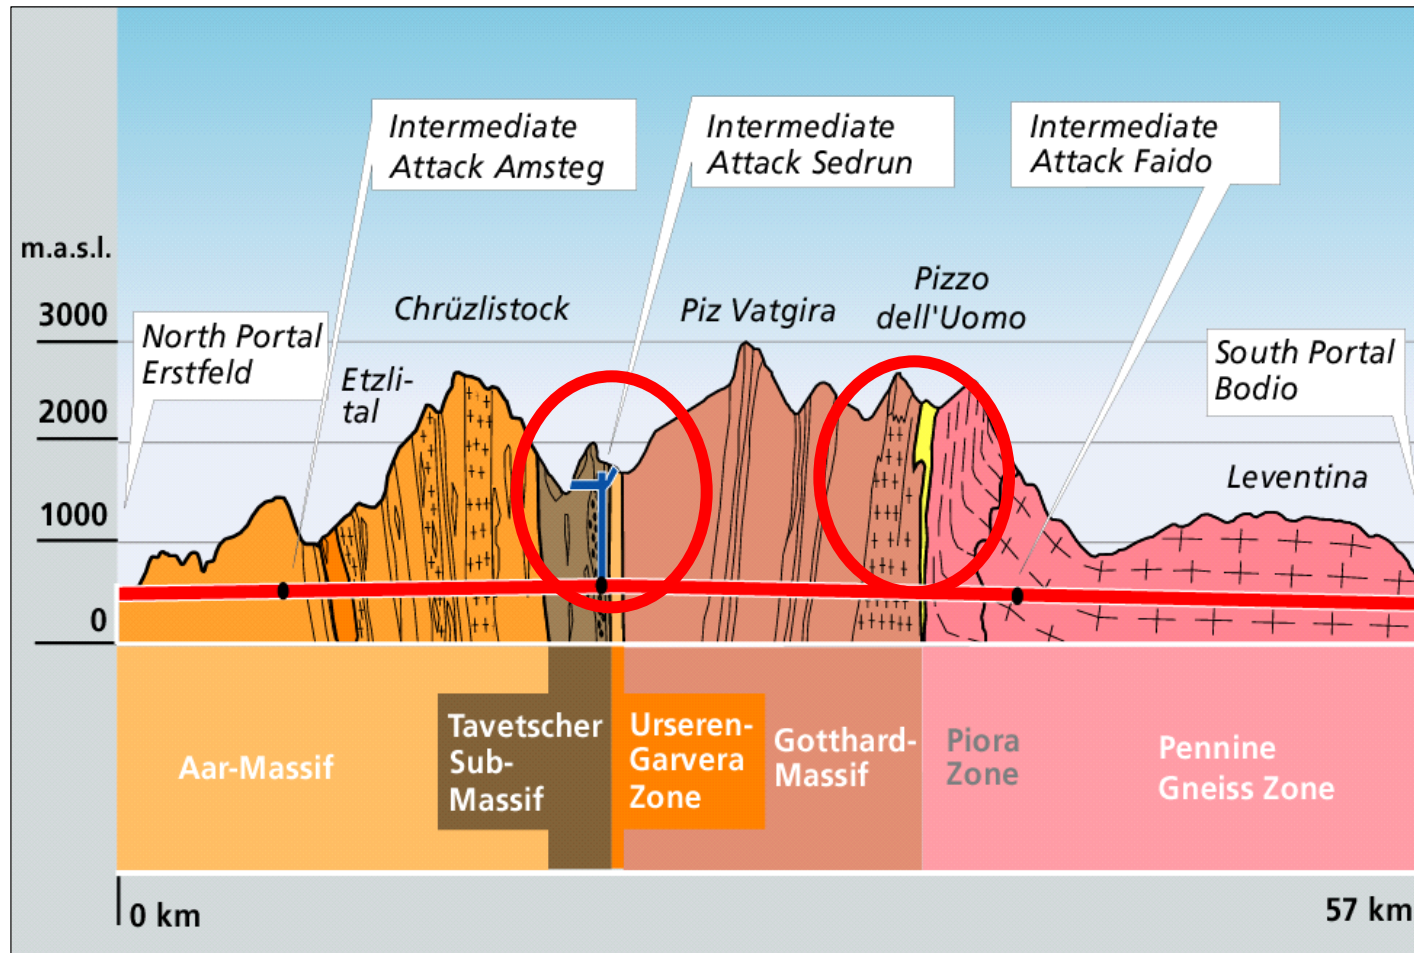 Intermediate
Attack Amsteg
Intermediate
Attack Sedrun
Intermediate
Attack Faido
m.a.s.l.
3000
2000
1000
0
North Portal
Erstfeld
Etzli-
tal
Chrüzlistock
Piz Vatgira
Pizzo
dell'Uomo
South Portal
Bodio
Leventina
Aar-Massif
Tavetscher
Sub-
Massif
Urseren-
Garvera
Zone
Gotthard-
Massif
Piora
Zone
Pennine
Gneiss Zone
0 km
57 km